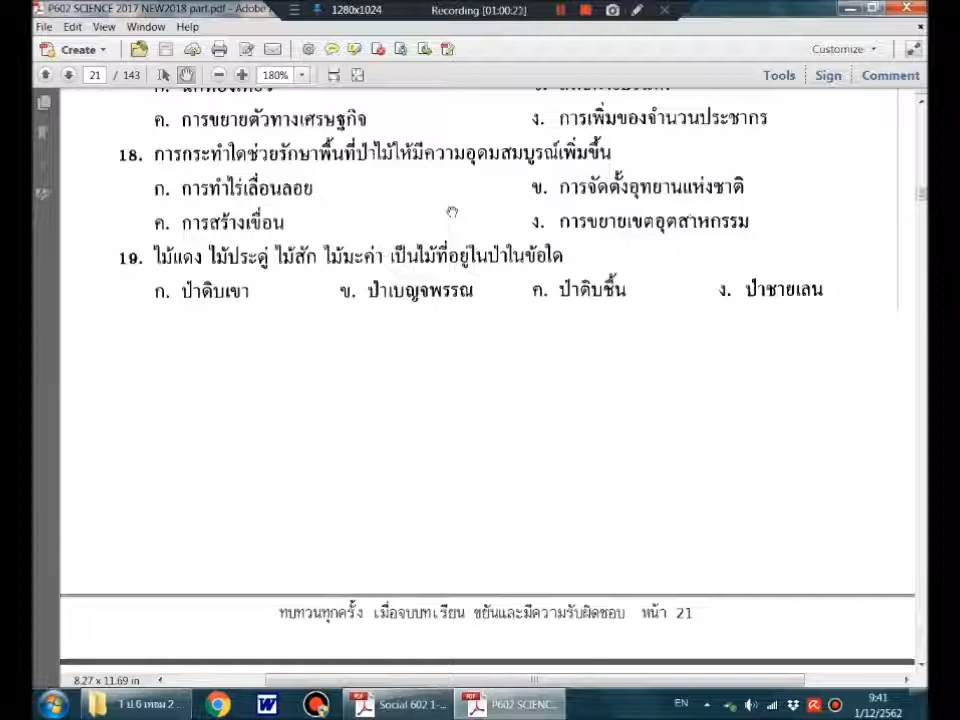 P602 SCIENCE 2017 NEW2018 part.pdf - Adobe
1280x1024
Recording [01:00:23]
File Edit View Window Help
Create
Customize
21 / 143
180%
Tools Sign Comment
ค. การขยายตัวทางเศรษฐกิจ ง. การเพิ่มของจำนวนประชากร
18. การกระทำใดช่วยรักษาพื้นที่ป่าไม้ให้มีความอุดมสมบูรณ์เพิ่มขึ้น
ก. การทำไร่เลื่อนลอย ข. การจัดตั้งอุทยานแห่งชาติ
ค. การสร้างเขื่อน ง. การขยายเขตอุตสาหกรรม
19. ไม้แดง ไม้ประดู่ ไม้สัก ไม้มะค่า เป็นไม้ที่อยู่ในป่าในข้อใด
ก. ป่าดิบเขา ข. ป่าเบญจพรรณ ค. ป่าดิบชื้น ง. ป่าชายเลน
ทบทวนทุกครั้ง เมื่อจบบทเรียน ขยันและมีความรับผิดชอบ หน้า 21
8.27 x 11.69 in
1 ป.6 เทอม 2 ... Social 602 1-... P602 SCIENC... EN 9:41
1/12/2562